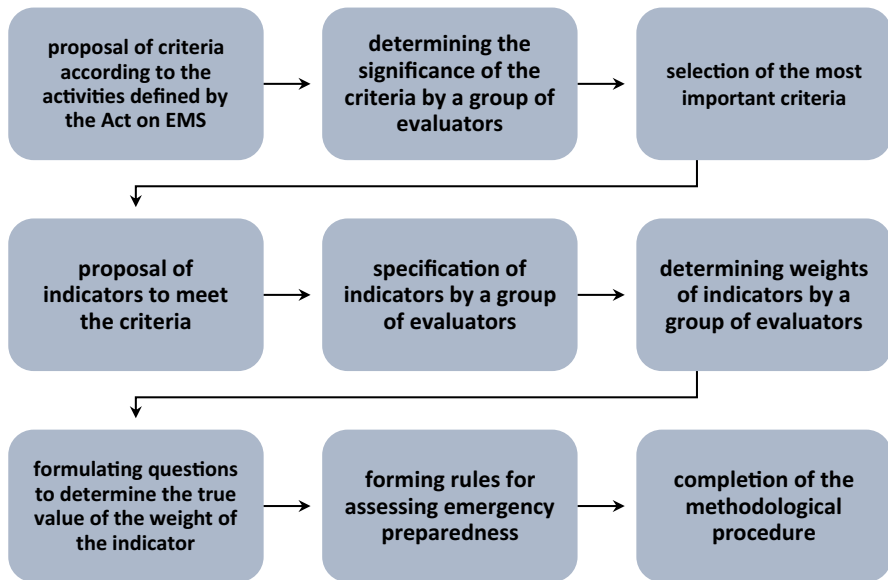 proposal of criteria
according to the
activities defined by
the Act on EMS
determining the
significance of the
criteria by a group of
evaluators
selection of the most
important criteria
proposal of
indicators to meet
the criteria
specification of
indicators by a group
of evaluators
determining weights
of indicators by a
group of evaluators
formulating questions
to determine the true
value of the weight of
the indicator
forming rules for
assessing emergency
preparedness
completion of the
methodological
procedure